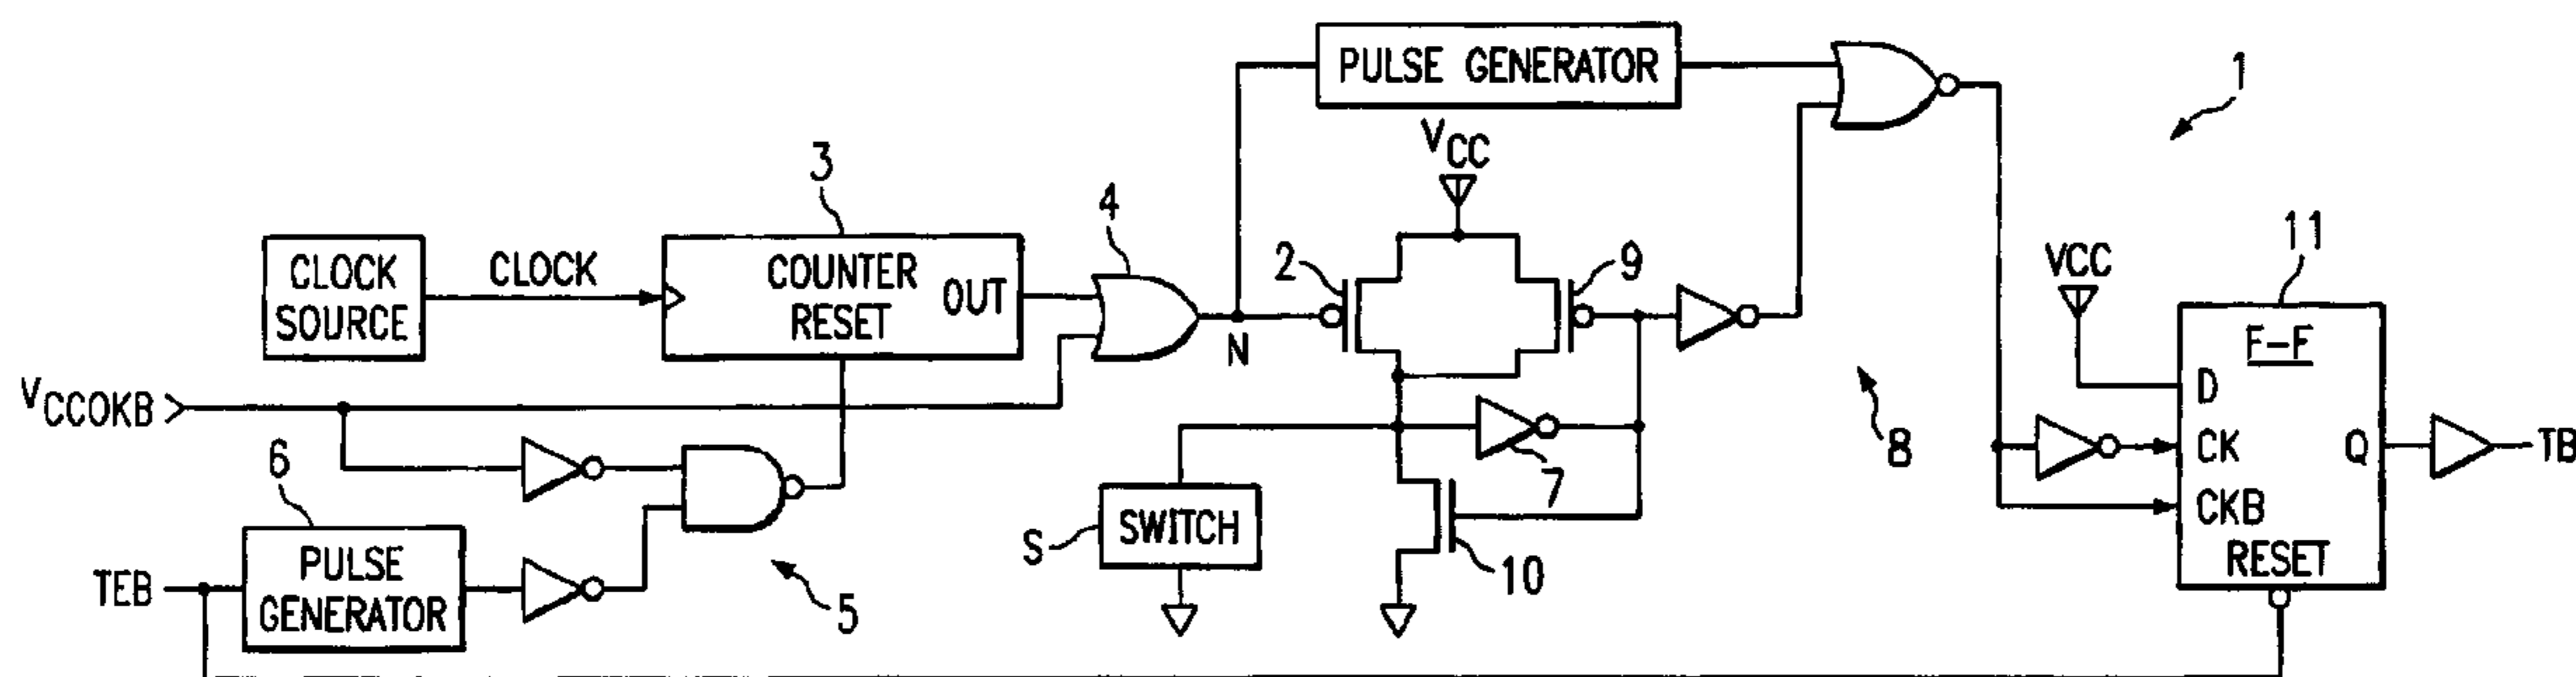 PULSE GENERATOR
1
VCC
3
4
11
CLOCK
SOURCE
CLOCK
COUNTER
RESET
OUT
2
9
VCC
F-F
N
D
VCCOKB
6
7
8
CK
Q
TB
CKB
S
SWITCH
10
RESET
TEB
PULSE
GENERATOR
5